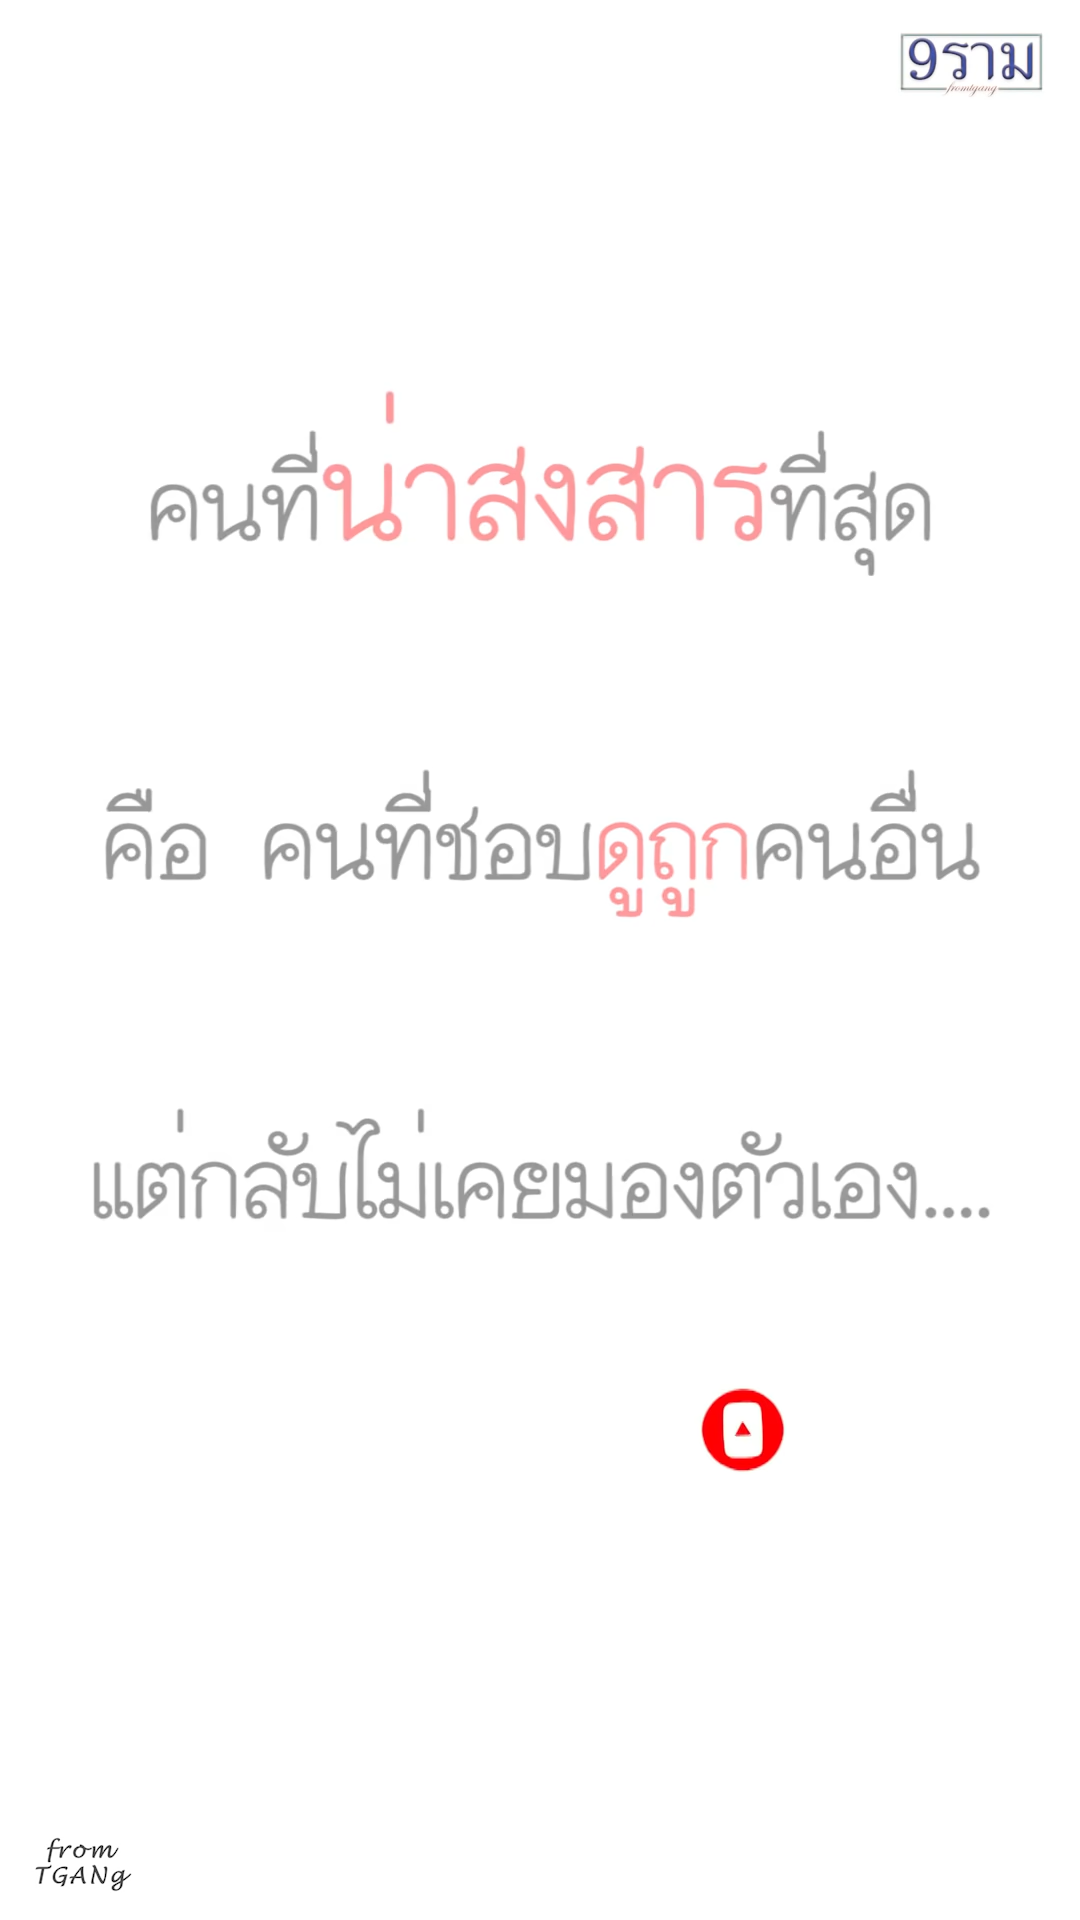 9ราม
fromtgang
คนที่น่าสงสารที่สุด
คือ คนที่ชอบดูถูกคนอื่น
แต่กลับไม่เคยมองตัวเอง....
from
TGANg